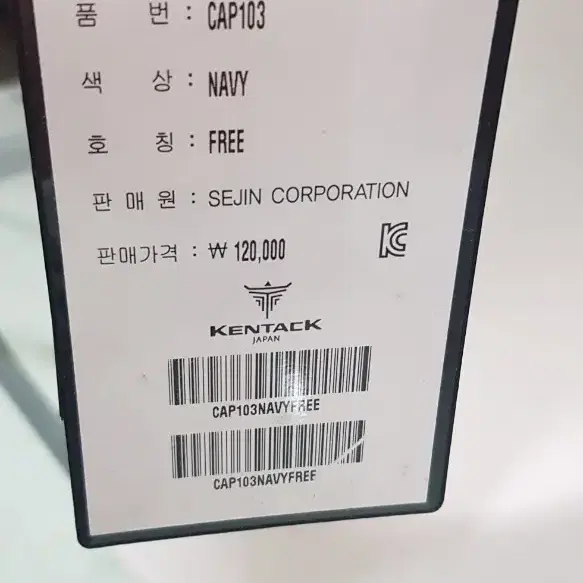 품 번 : CAP103
색 상 : NAVY
호 칭 : FREE
판 매 원 : SEJIN CORPORATION
판매가격 : ₩ 120,000
KC
KENTACK
JAPAN
CAP103NAVYFREE
CAP103NAVYFREE